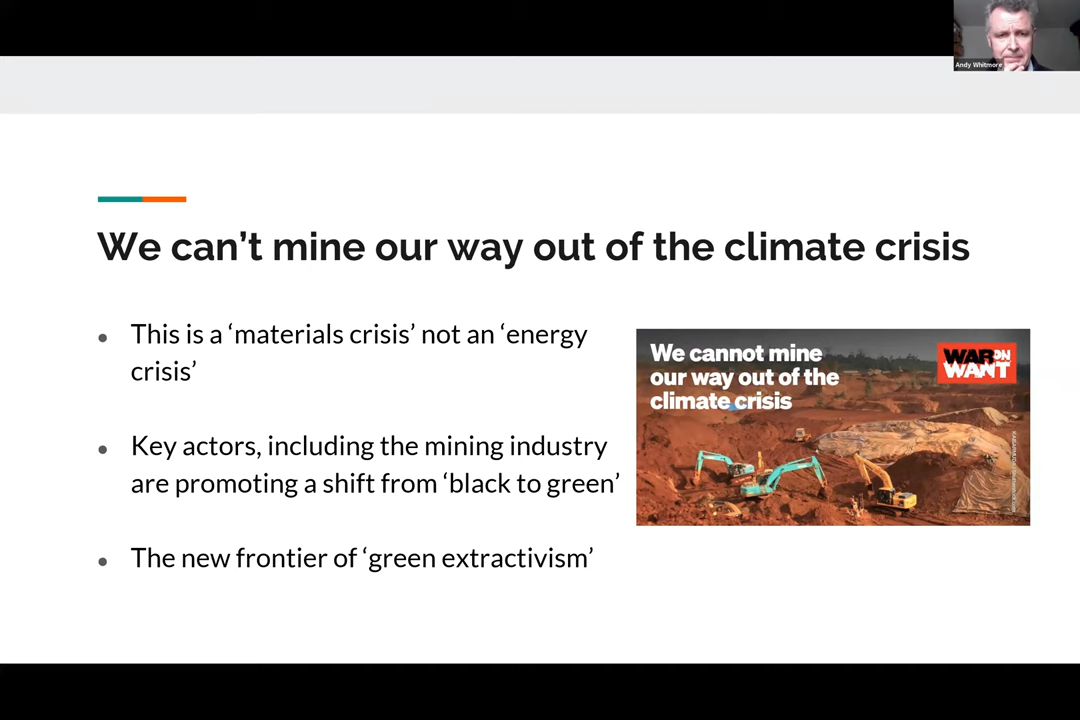 Andy Whitmore
We can’t mine our way out of the climate crisis
This is a ‘materials crisis’ not an ‘energy
crisis’
Key actors, including the mining industry
are promoting a shift from ‘black to green’
The new frontier of ‘green extractivism’
We cannot mine
our way out of the
climate crisis
WAR ON
WANT